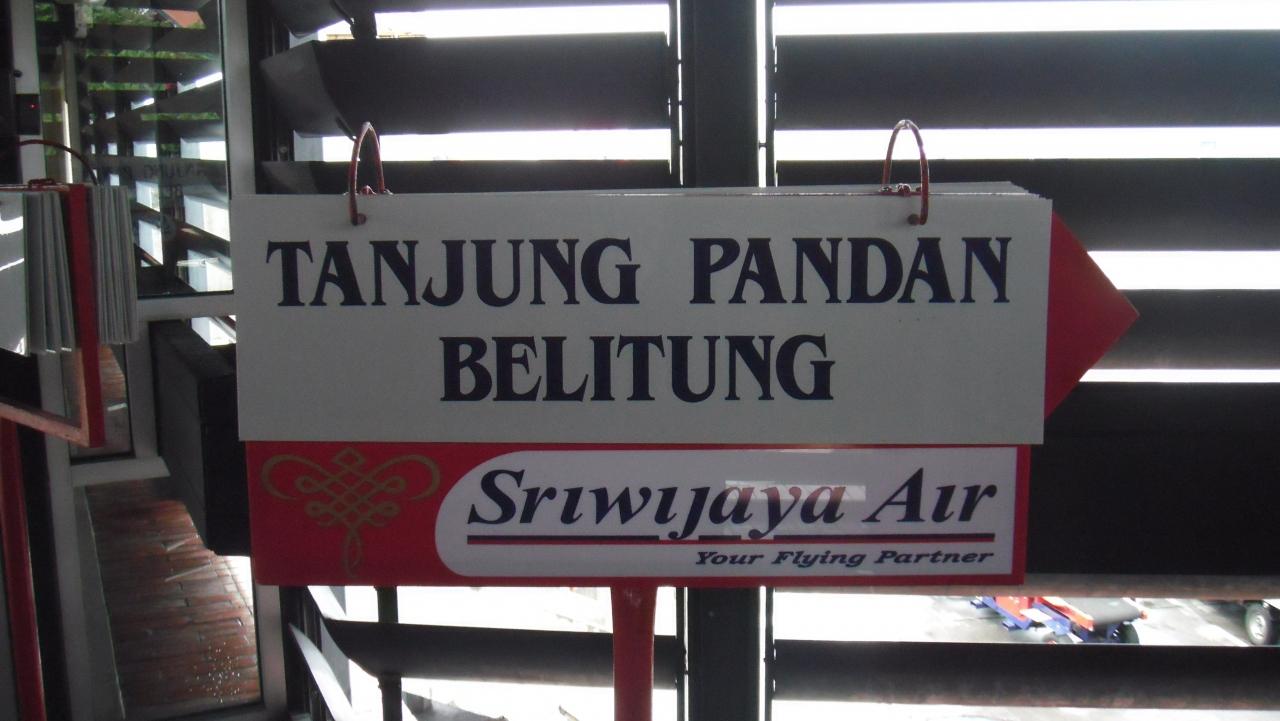 TANJUNG PANDAN
BELITUNG
Sriwijaya Air
Your Flying Partner